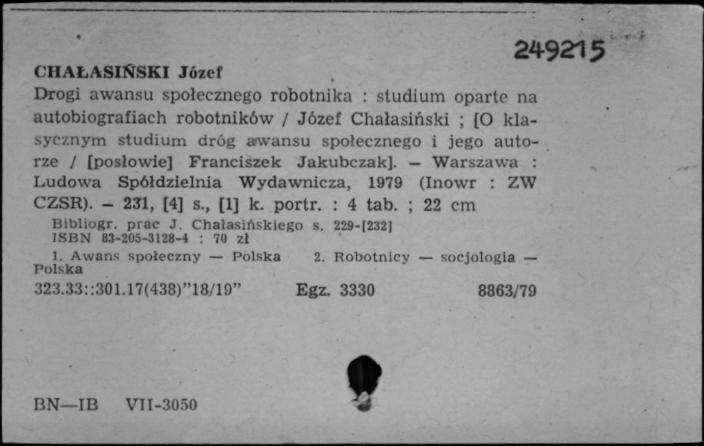 249215
CHAŁASIŃSKI Józef
Drogi awansu społecznego robotnika : studium oparte na
autobiografiach robotników / Józef Chałasiński ; [O kla-
sycznym studium dróg awansu społecznego i jego auto-
rze / [posłowie] Franciszek Jakubczak]. — Warszawa :
Ludowa Spółdzielnia Wydawnicza, 1979 (Inowr : ZW
CZSR). — 231, [4] s., [1] k. portr. : 4 tab. ; 22 cm
Bibliogr. prac J. Chałasińskiego s. 229-[232]
ISBN 83-205-3128-4 : 70 zł
1. Awans społeczny — Polska 2. Robotnicy — socjologia —
Polska
323.33::301.17(438)"18/19" Egz. 3330 8863/79
BN—IB VII-3050